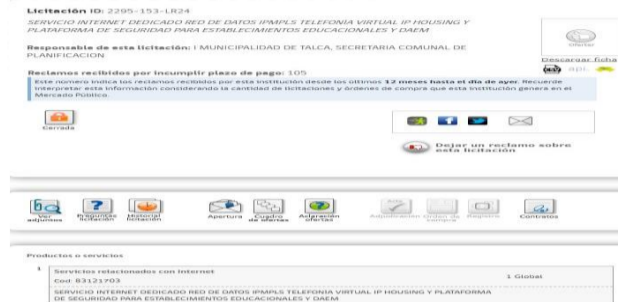 Licitación ID: 2295-153-LR24
SERVICIO INTERNET DEDICADO RED DE DATOS IPMPLS TELEFONIA VIRTUAL IP HOUSING Y
PLATAFORMA DE SEGURIDAD PARA ESTABLECIMIENTOS EDUCACIONALES Y DAEM
Responsable de esta licitación: I MUNICIPALIDAD DE TALCA, SECRETARIA COMUNAL DE
PLANIFICACION
Descargar ficha
Reclamos recibidos por incumplir plazo de pago: 105
Este número indica los reclamos recibidos por esta institución desde los últimos 12 meses hasta el día de ayer. Recuerde
interpretar esta información considerando la cantidad de licitaciones y órdenes de compra que esta institución genera en el
Mercado Público.
Cerrada
Dejar un reclamo sobre
esta licitación
Ver adjuntos
Preguntas licitación
Historial licitación
Apertura
Cuadro de ofertas
Aclaración ofertas
Adjudicación
Orden de compra
Contratos
Productos o servicios
1 Servicios relacionados con Internet
Cod: 83121703
1 Global
SERVICIO INTERNET DEDICADO RED DE DATOS IPMPLS TELEFONIA VIRTUAL IP HOUSING Y PLATAFORMA
DE SEGURIDAD PARA ESTABLECIMIENTOS EDUCACIONALES Y DAEM